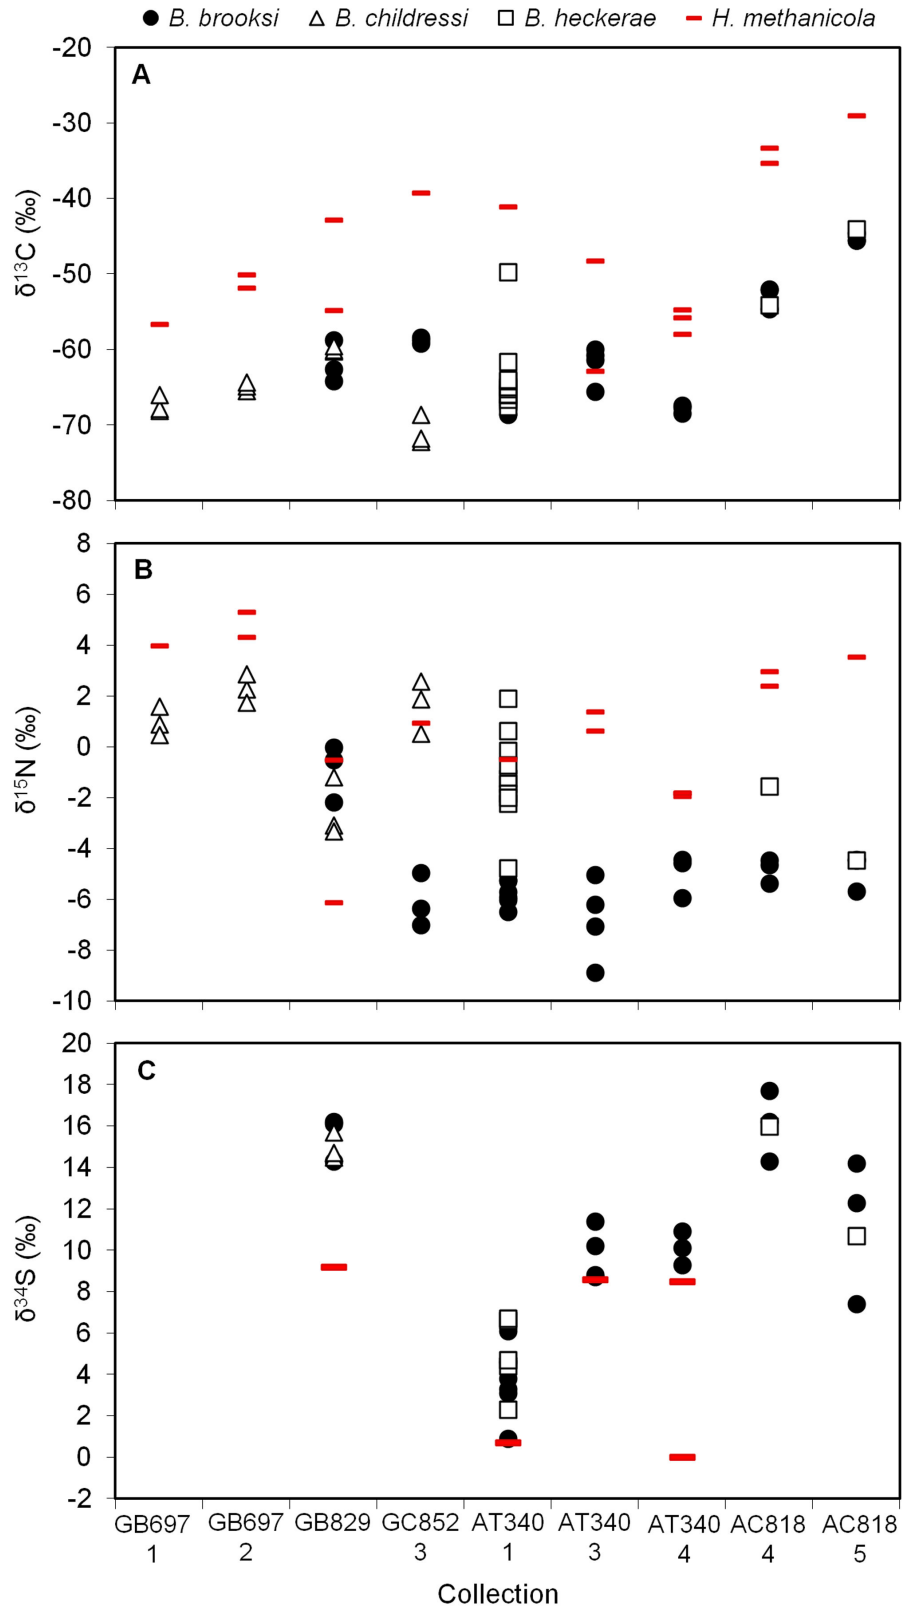 B. brooksi B. childressi B. heckerae H. methanicola
A
-20
-30
-40
-50
-60
-70
-80
δ13C (‰)
B
8
6
4
2
0
-2
-4
-6
-8
-10
δ15N (‰)
C
20
18
16
14
12
10
8
6
4
2
0
-2
δ34S (‰)
GB697 GB697 GB829 GC852 AT340 AT340 AT340 AC818 AC818
1 2 3 1 3 4 4 5
Collection